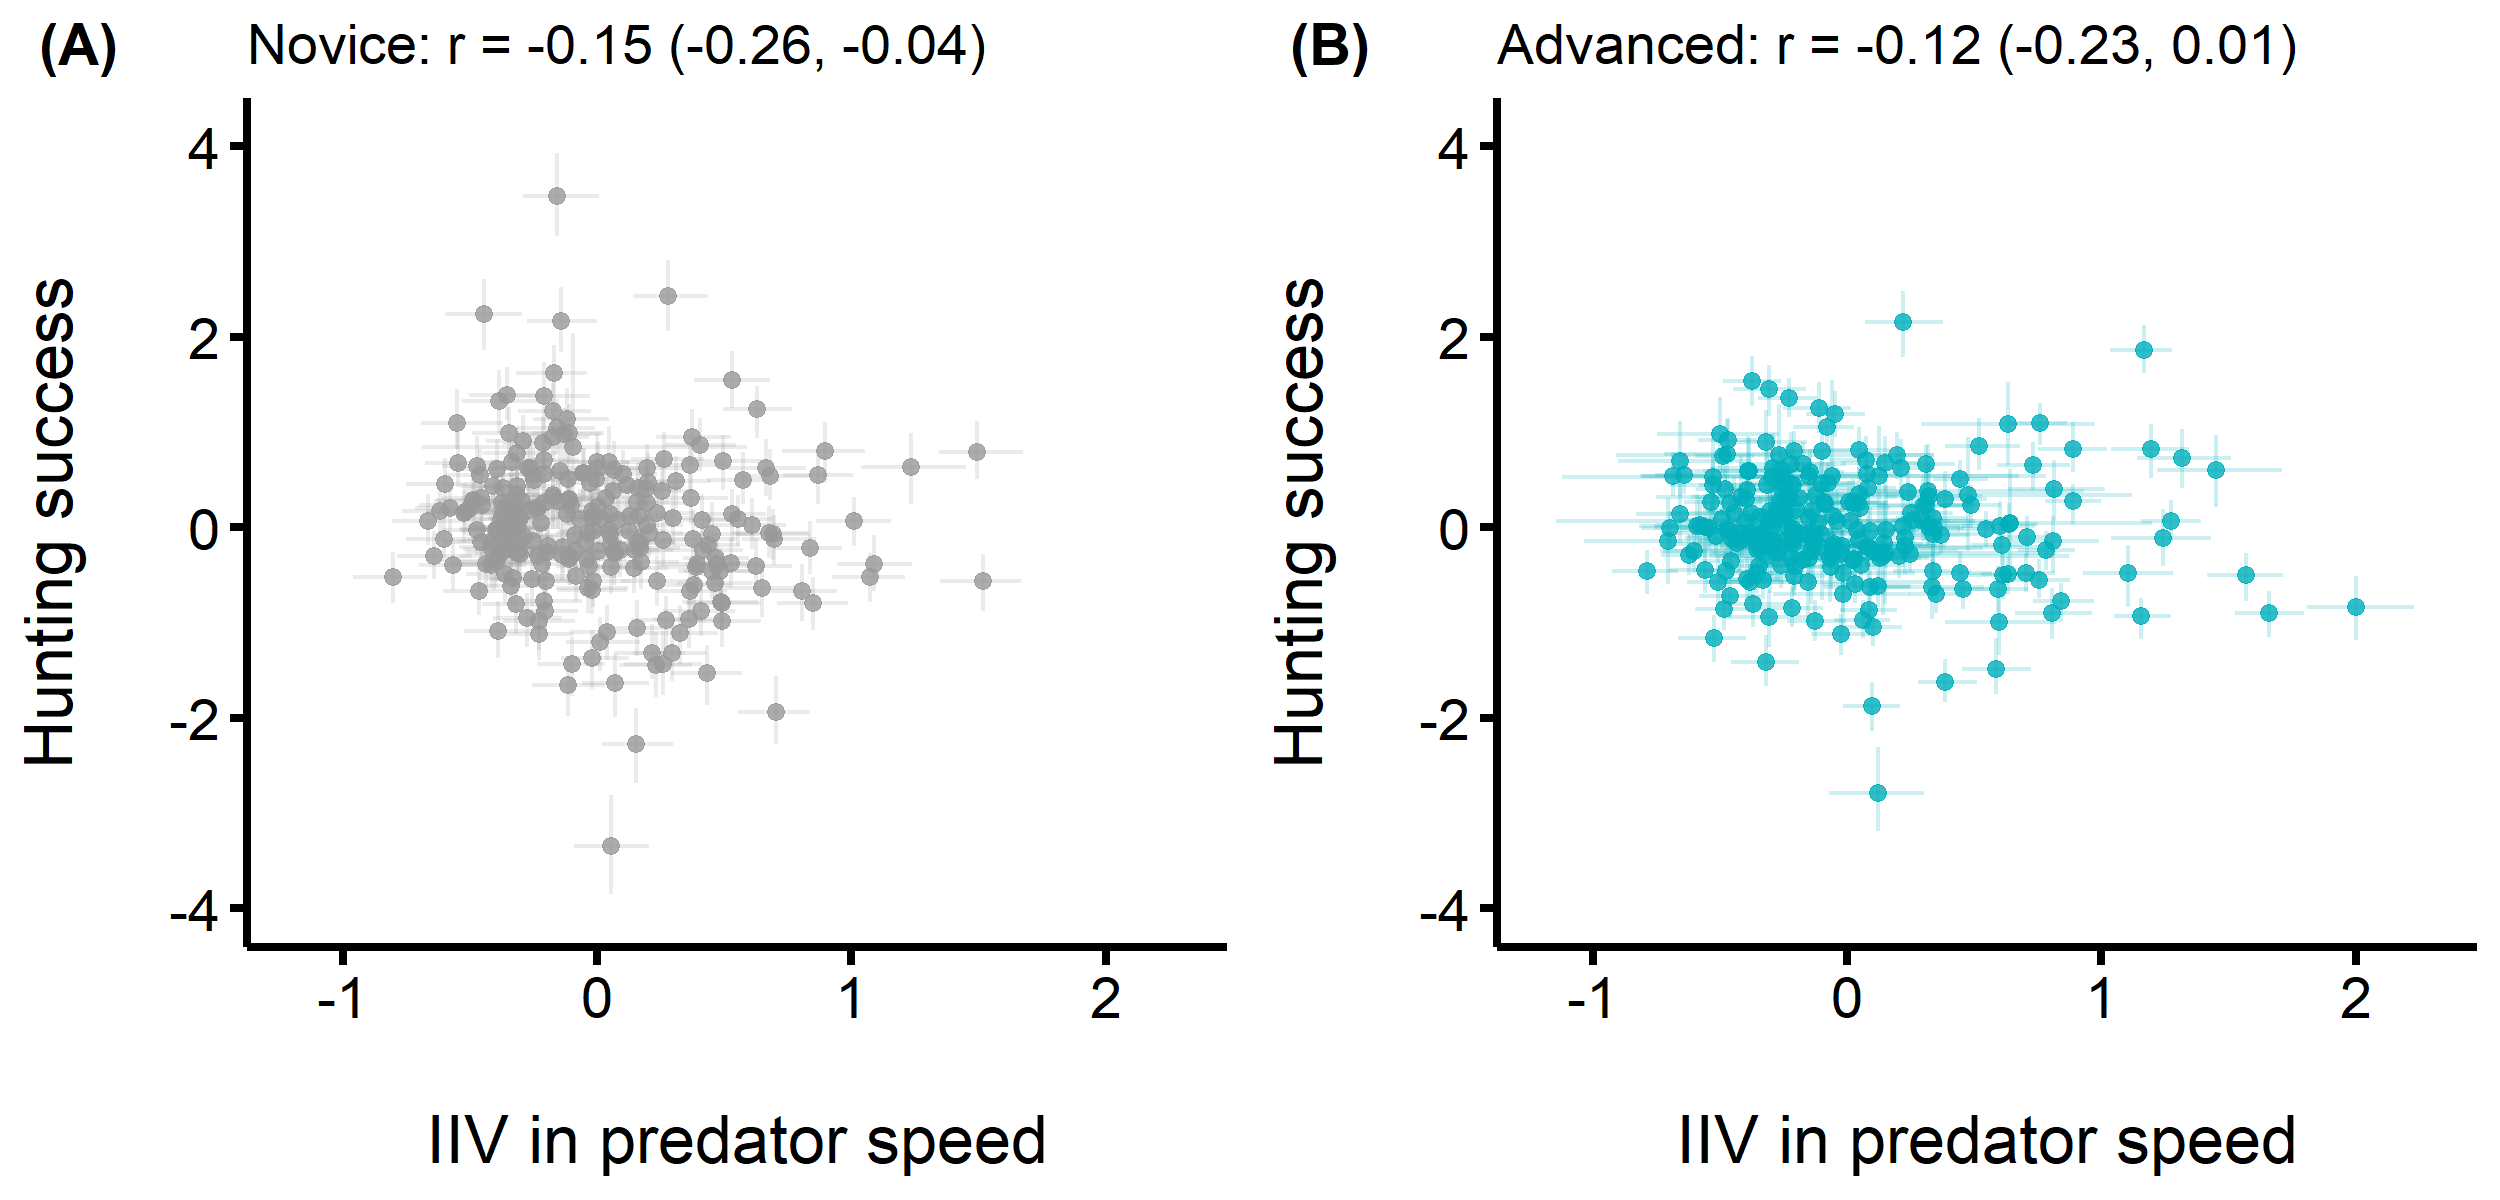 (A) Novice: r = -0.15 (-0.26, -0.04)
Hunting success
4
2
0
-2
-4
-1 0 1 2
IIV in predator speed
(B) Advanced: r = -0.12 (-0.23, 0.01)
Hunting success
4
2
0
-2
-4
-1 0 1 2
IIV in predator speed